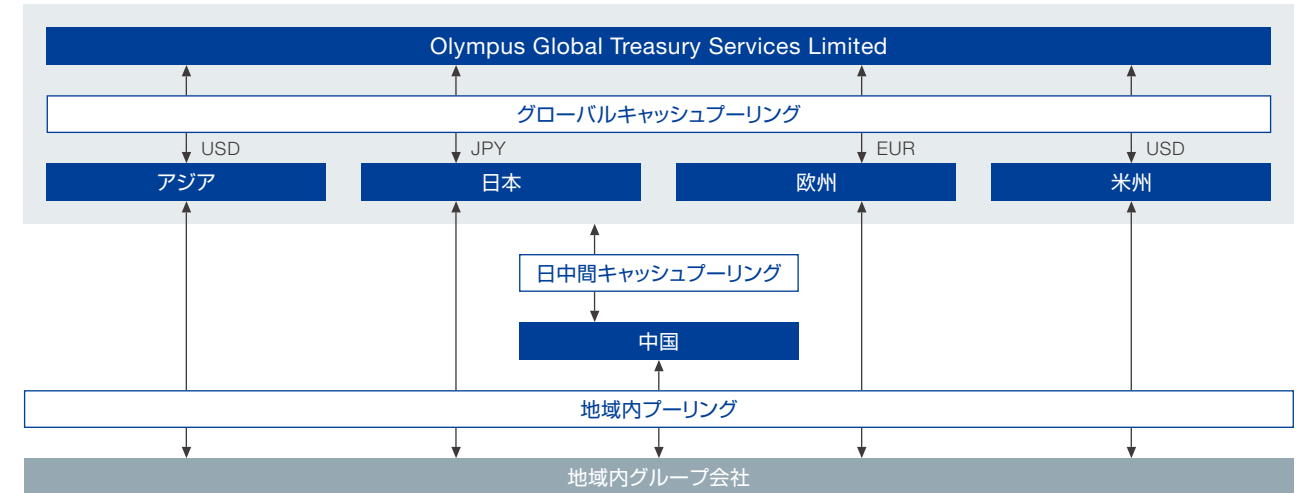 Olympus Global Treasury Services Limited
グローバルキャッシュプーリング
USD
JPY
EUR
USD
アジア
日本
欧州
米州
日中間キャッシュプーリング
中国
地域内プーリング
地域内グループ会社